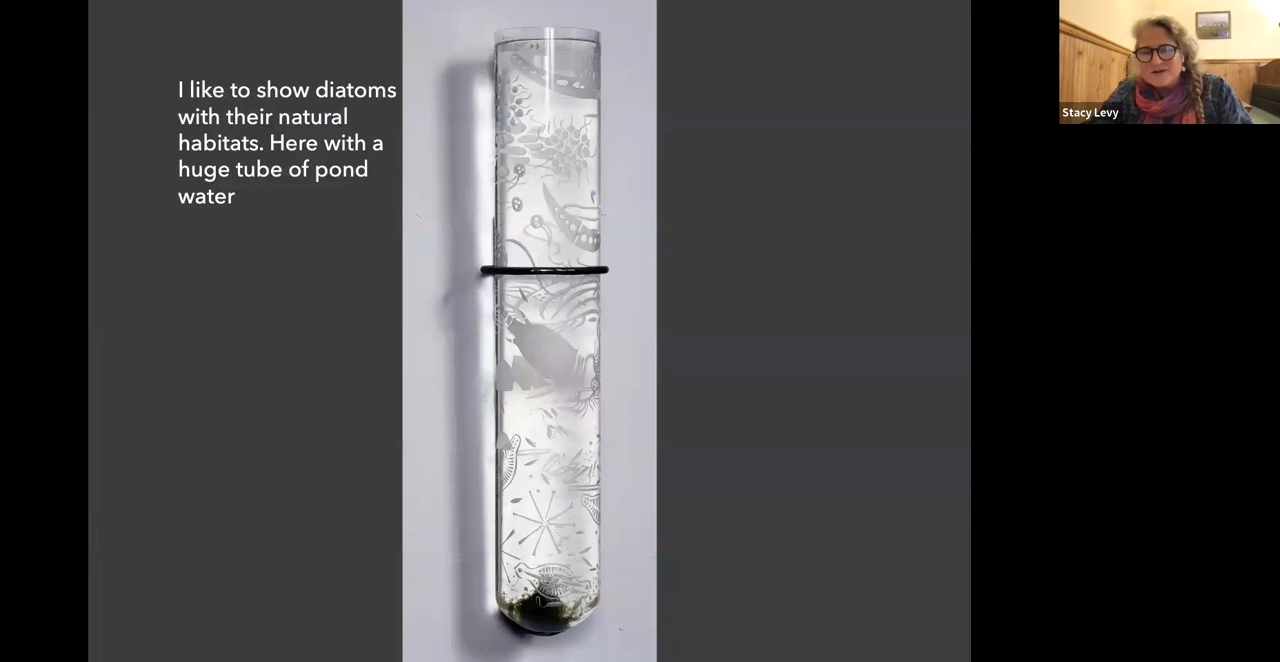 I like to show diatoms
with their natural
habitats. Here with a
huge tube of pond
water
Stacy Levy